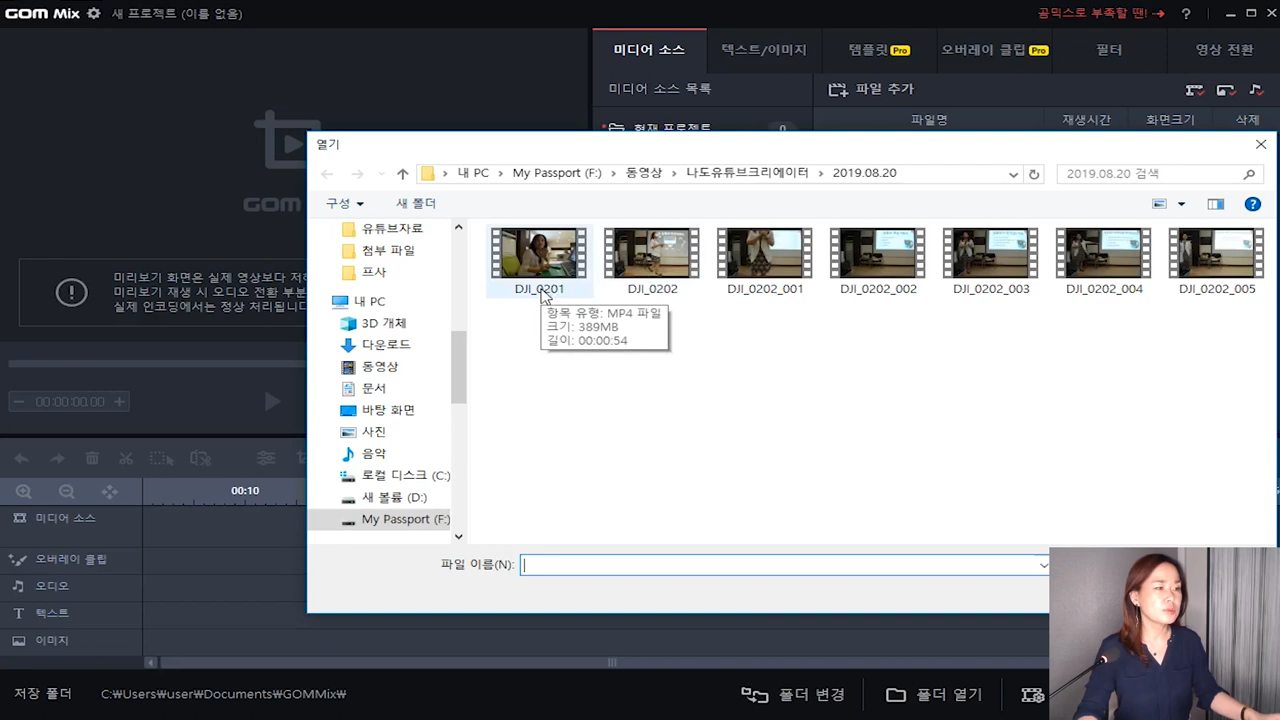 GOM Mix 새 프로젝트 (이름 없음) 곰믹스로 부족할 땐! → ?
미디어 소스 텍스트/이미지 템플릿 Pro 오버레이 클립 Pro 필터 영상 전환
미디어 소스 목록 파일 추가
현재 프로젝트 0 파일명 재생시간 화면크기 삭제
GOM
미리보기 화면은 실제 영상보다 저하
미리보기 재생 시 오디오 전환 부분
실제 인코딩에서는 정상 처리됩니다
00:00:00.00
열기
내 PC > My Passport (F:) > 동영상 > 나도유튜브크리에이터 > 2019.08.20
2019.08.20 검색
구성 새 폴더
유튜브자료
첨부 파일
프사
내 PC
3D 개체
다운로드
동영상
문서
바탕 화면
사진
음악
로컬 디스크 (C:)
새 볼륨 (D:)
My Passport (F:)
DJI_0201 DJI_0202 DJI_0202_001 DJI_0202_002 DJI_0202_003 DJI_0202_004 DJI_0202_005
항목 유형: MP4 파일
크기: 389MB
길이: 00:00:54
파일 이름(N):
00:10
미디어 소스
오버레이 클립
오디오
텍스트
이미지
저장 폴더 C:₩Users₩user₩Documents₩GOMMix₩ 폴더 변경 폴더 열기